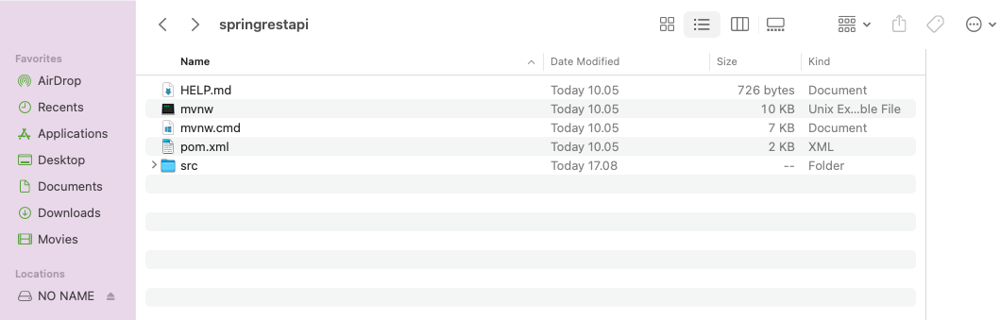 springrestapi
Favorites
AirDrop
Recents
Applications
Desktop
Documents
Downloads
Movies
Locations
NO NAME
Name Date Modified Size Kind
HELP.md Today 10.05 726 bytes Document
mvnw Today 10.05 10 KB Unix Ex...ble File
mvnw.cmd Today 10.05 7 KB Document
pom.xml Today 10.05 2 KB XML
src Today 17.08 -- Folder